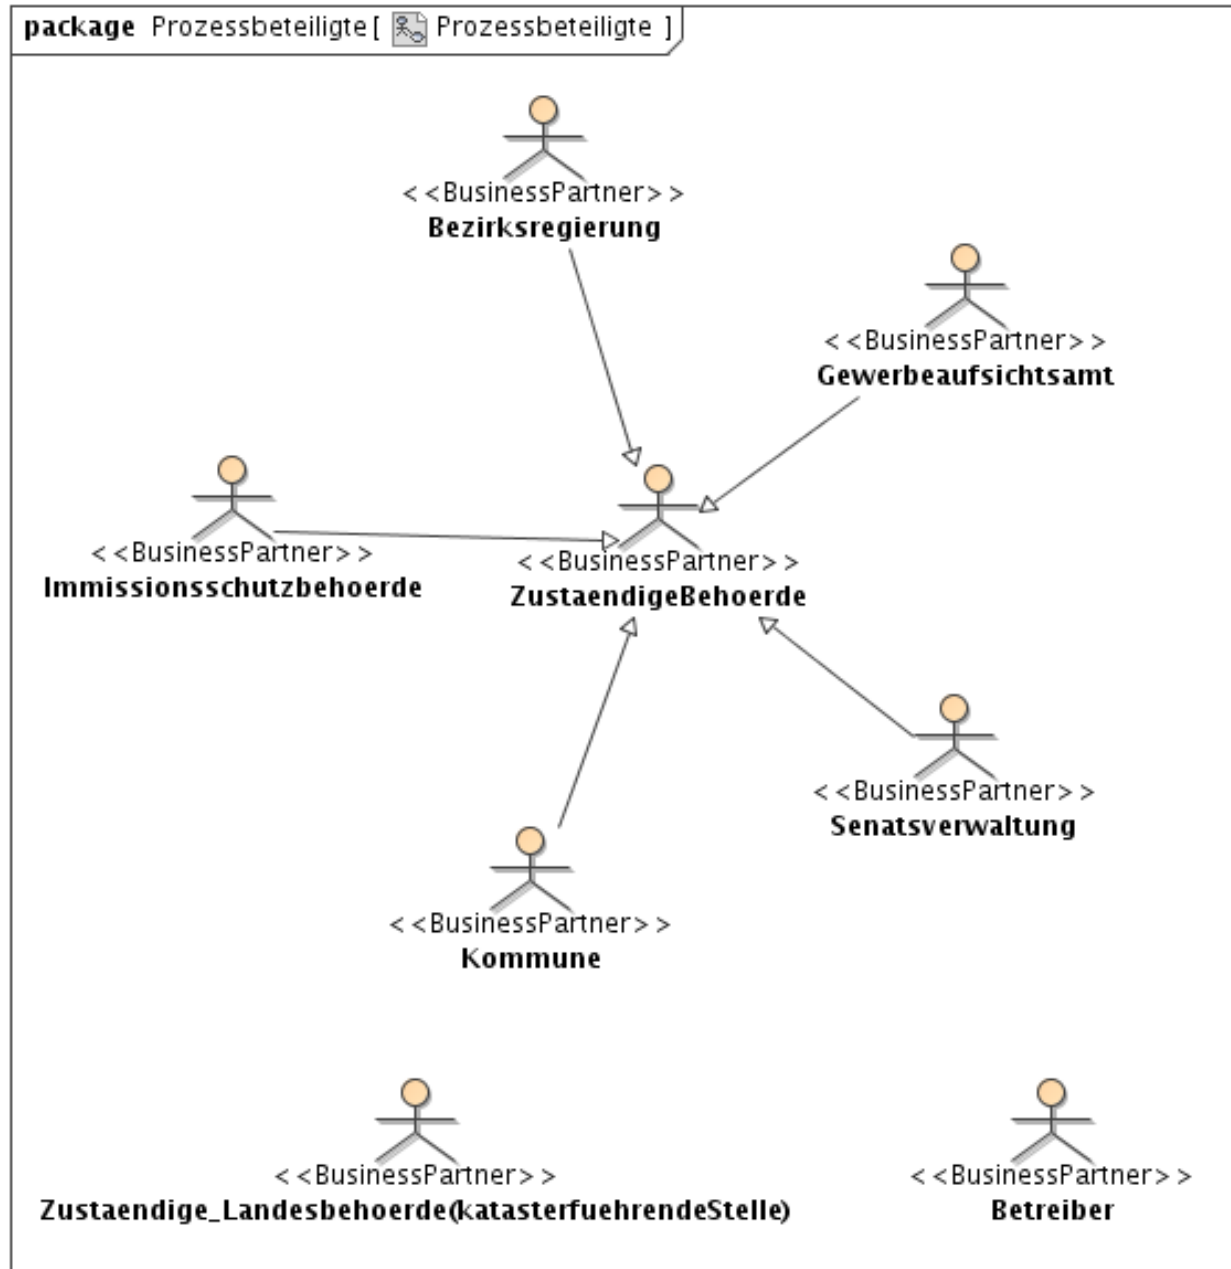 package Prozessbeteiligte [ Prozessbeteiligte ]
<<BusinessPartner>>
Bezirksregierung
<<BusinessPartner>>
Gewerbeaufsichtsamt
<<BusinessPartner>>
Immissionsschutzbehoerde
<<BusinessPartner>>
ZustaendigeBehoerde
<<BusinessPartner>>
Senatsverwaltung
<<BusinessPartner>>
Kommune
<<BusinessPartner>>
Zustaendige_Landesbehoerde(katasterfuehrendeStelle)
<<BusinessPartner>>
Betreiber